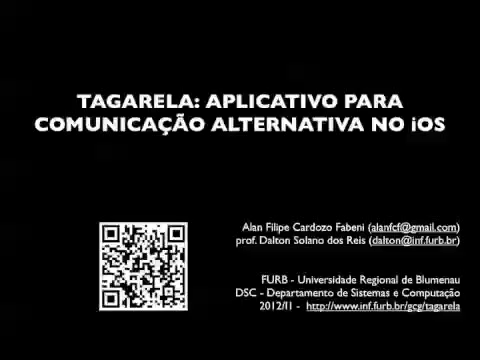 TAGARELA: APLICATIVO PARA
COMUNICAÇÃO ALTERNATIVA NO iOS
Alan Filipe Cardozo Fabeni (alanfcf@gmail.com)
prof. Dalton Solano dos Reis (dalton@inf.furb.br)
FURB - Universidade Regional de Blumenau
DSC - Departamento de Sistemas e Computação
2012/I1 - http://www.inf.furb.br/gcg/tagarela